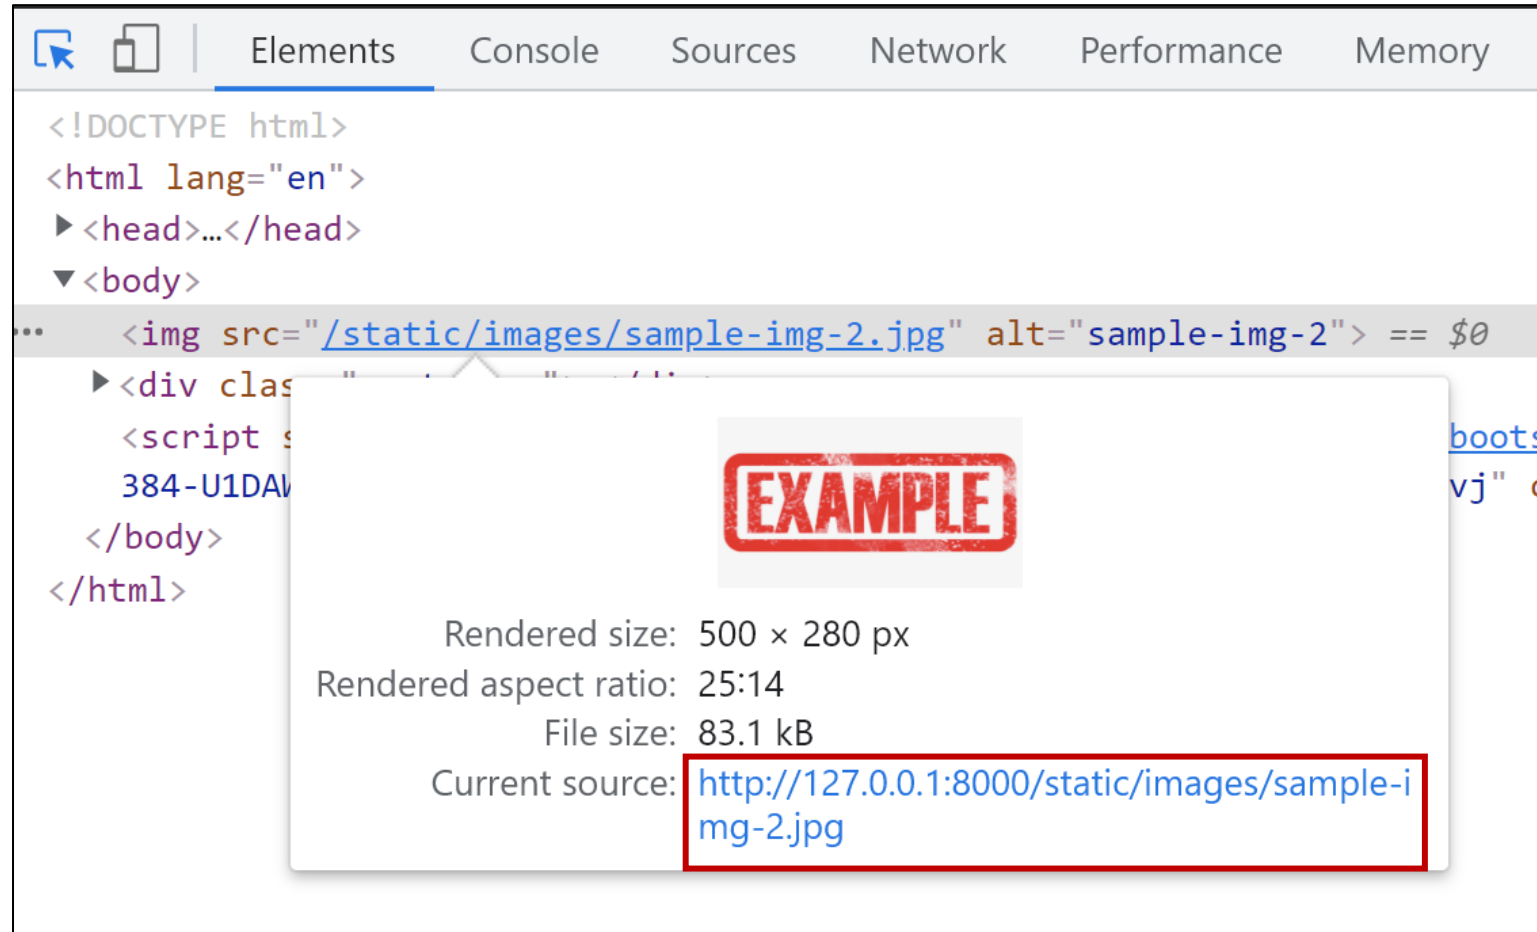 Elements Console Sources Network Performance Memory
<!DOCTYPE html>
<html lang="en">
<head>…</head>
<body>
<img src="/static/images/sample-img-2.jpg" alt="sample-img-2"> == $0
<div clas
<script s boots
384-U1DAW vj"
</body>
</html>
EXAMPLE
Rendered size: 500 × 280 px
Rendered aspect ratio: 25:14
File size: 83.1 kB
Current source: http://127.0.0.1:8000/static/images/sample-i
mg-2.jpg